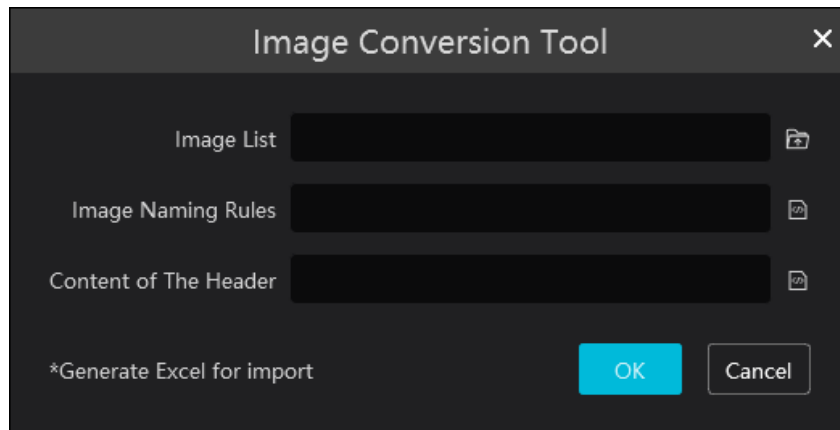 Image Conversion Tool
Image List
Image Naming Rules
Content of The Header
*Generate Excel for import
OK
Cancel